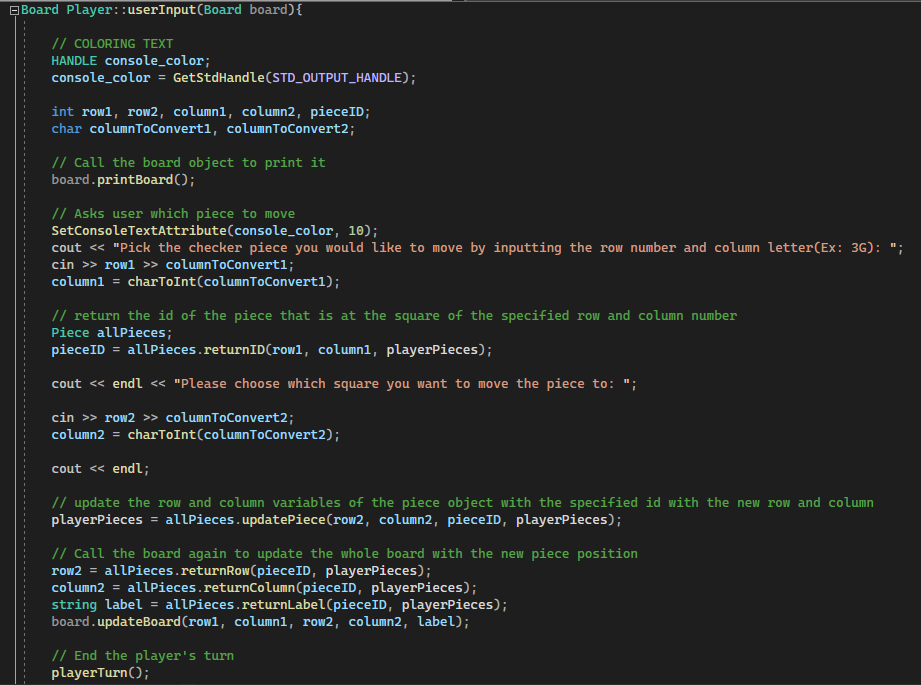 Board Player::userInput(Board board){
// COLORING TEXT
HANDLE console_color;
console_color = GetStdHandle(STD_OUTPUT_HANDLE);
int row1, row2, column1, column2, pieceID;
char columnToConvert1, columnToConvert2;
// Call the board object to print it
board.printBoard();
// Asks user which piece to move
SetConsoleTextAttribute(console_color, 10);
cout << "Pick the checker piece you would like to move by inputting the row number and column letter(Ex: 3G): ";
cin >> row1 >> columnToConvert1;
column1 = charToInt(columnToConvert1);
// return the id of the piece that is at the square of the specified row and column number
Piece allPieces;
pieceID = allPieces.returnID(row1, column1, playerPieces);
cout << endl << "Please choose which square you want to move the piece to: ";
cin >> row2 >> columnToConvert2;
column2 = charToInt(columnToConvert2);
cout << endl;
// update the row and column variables of the piece object with the specified id with the new row and column
playerPieces = allPieces.updatePiece(row2, column2, pieceID, playerPieces);
// Call the board again to update the whole board with the new piece position
row2 = allPieces.returnRow(pieceID, playerPieces);
column2 = allPieces.returnColumn(pieceID, playerPieces);
string label = allPieces.returnLabel(pieceID, playerPieces);
board.updateBoard(row1, column1, row2, column2, label);
// End the player's turn
playerTurn();